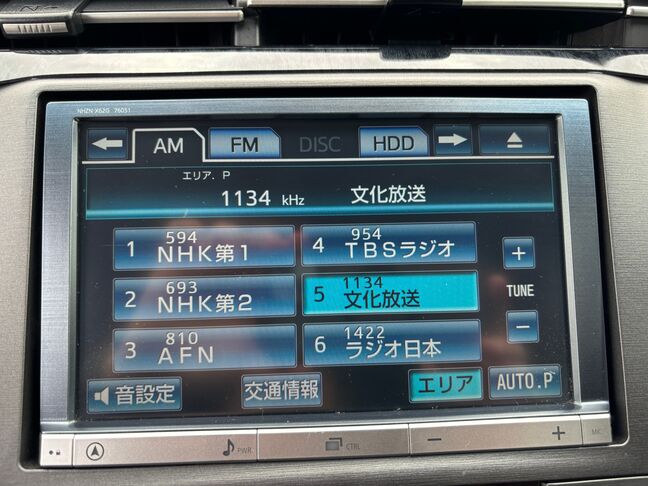 NHZN-X62G 76051
AM FM DISC HDD
エリア. P
1134 kHz 文化放送
1 594 NHK第1
4 954 TBSラジオ
2 693 NHK第2
5 1134 文化放送
3 810 AFN
6 1422 ラジオ日本
+
TUNE
−
音設定 交通情報 エリア AUTO.P
PWR CTRL − + MIC